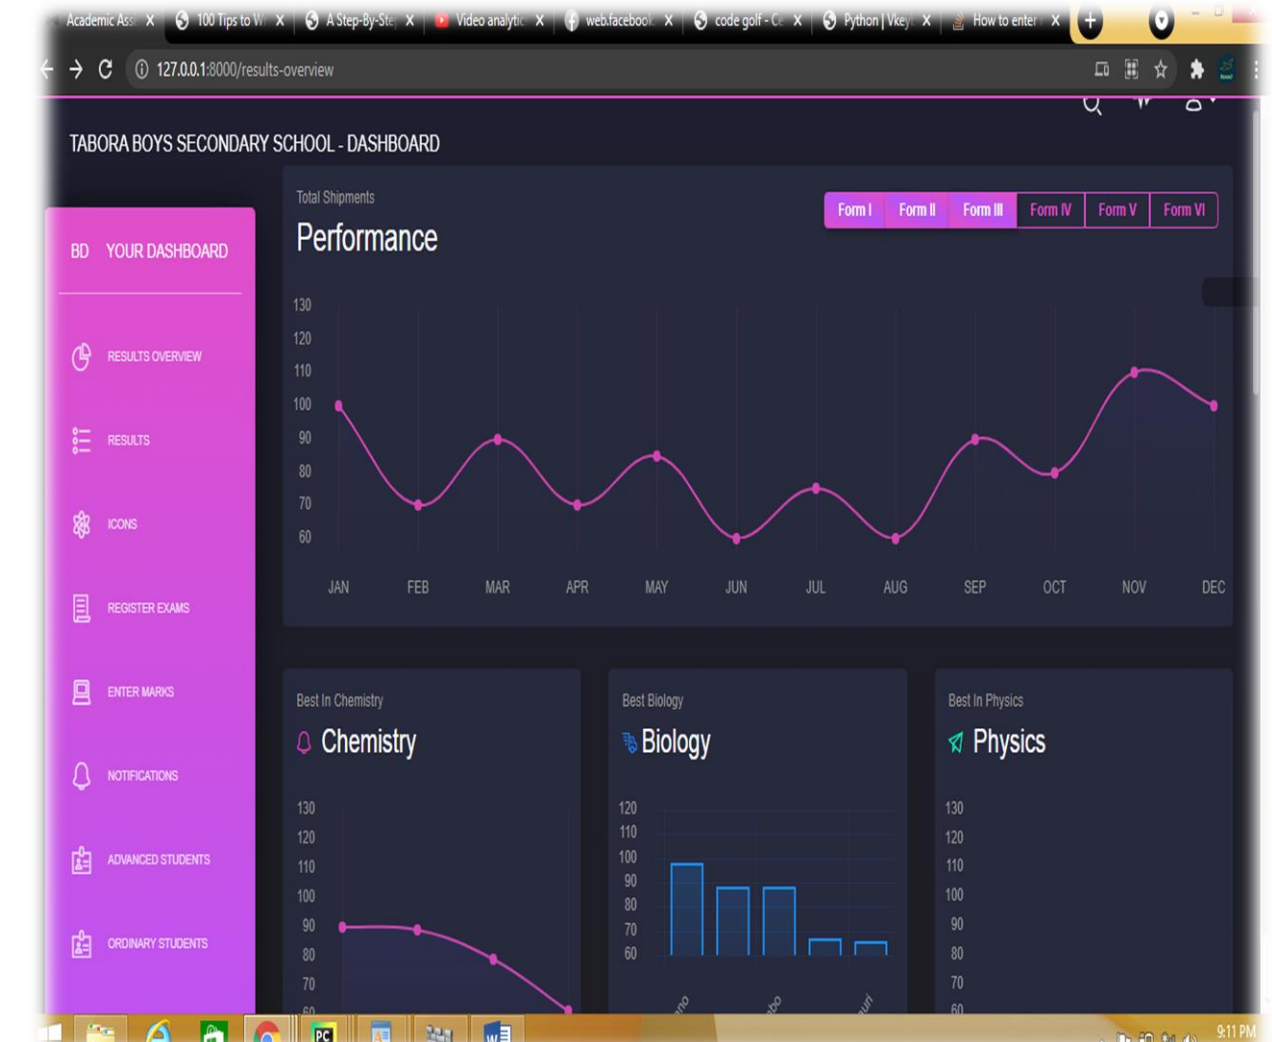 Academic Ass
100 Tips to W
A Step-By-Ste
Video analytic
web.facebook.
code golf - C
Python | Vkey
How to enter
127.0.0.1:8000/results-overview
TABORA BOYS SECONDARY SCHOOL - DASHBOARD
BD YOUR DASHBOARD
RESULTS OVERVIEW
RESULTS
ICONS
REGISTER EXAMS
ENTER MARKS
NOTIFICATIONS
ADVANCED STUDENTS
ORDINARY STUDENTS
Total Shipments
Performance
Form I Form II Form III Form IV Form V Form VI
130
120
110
100
90
80
70
60
JAN FEB MAR APR MAY JUN JUL AUG SEP OCT NOV DEC
Best In Chemistry
Chemistry
130
120
110
100
90
80
70
60
Best Biology
Biology
120
110
100
90
80
70
60
Best In Physics
Physics
130
120
110
100
90
80
70
60
PC
9:11 PM